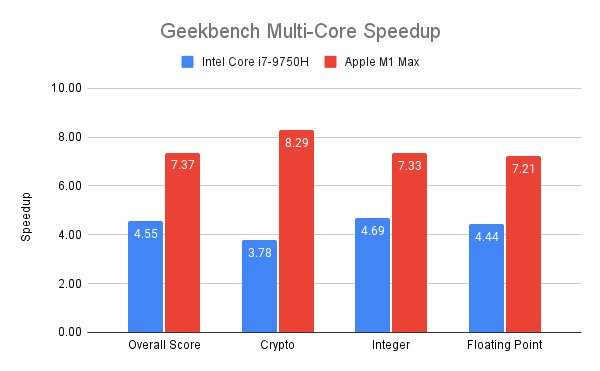 Geekbench Multi-Core Speedup
Intel Core i7-9750H Apple M1 Max
10.00
8.00
6.00
4.00
2.00
0.00
Speedup
4.55 7.37 3.78 8.29 4.69 7.33 4.44 7.21
Overall Score Crypto Integer Floating Point